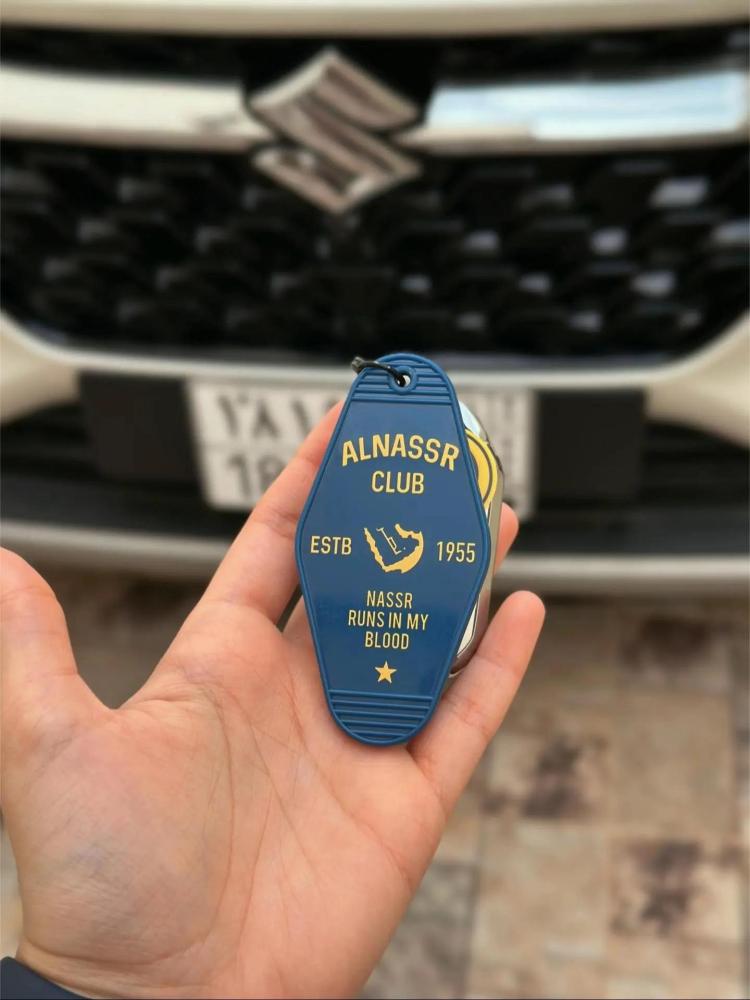 ALNASSR
CLUB
ESTB 1955
NASSR
RUNS IN MY
BLOOD